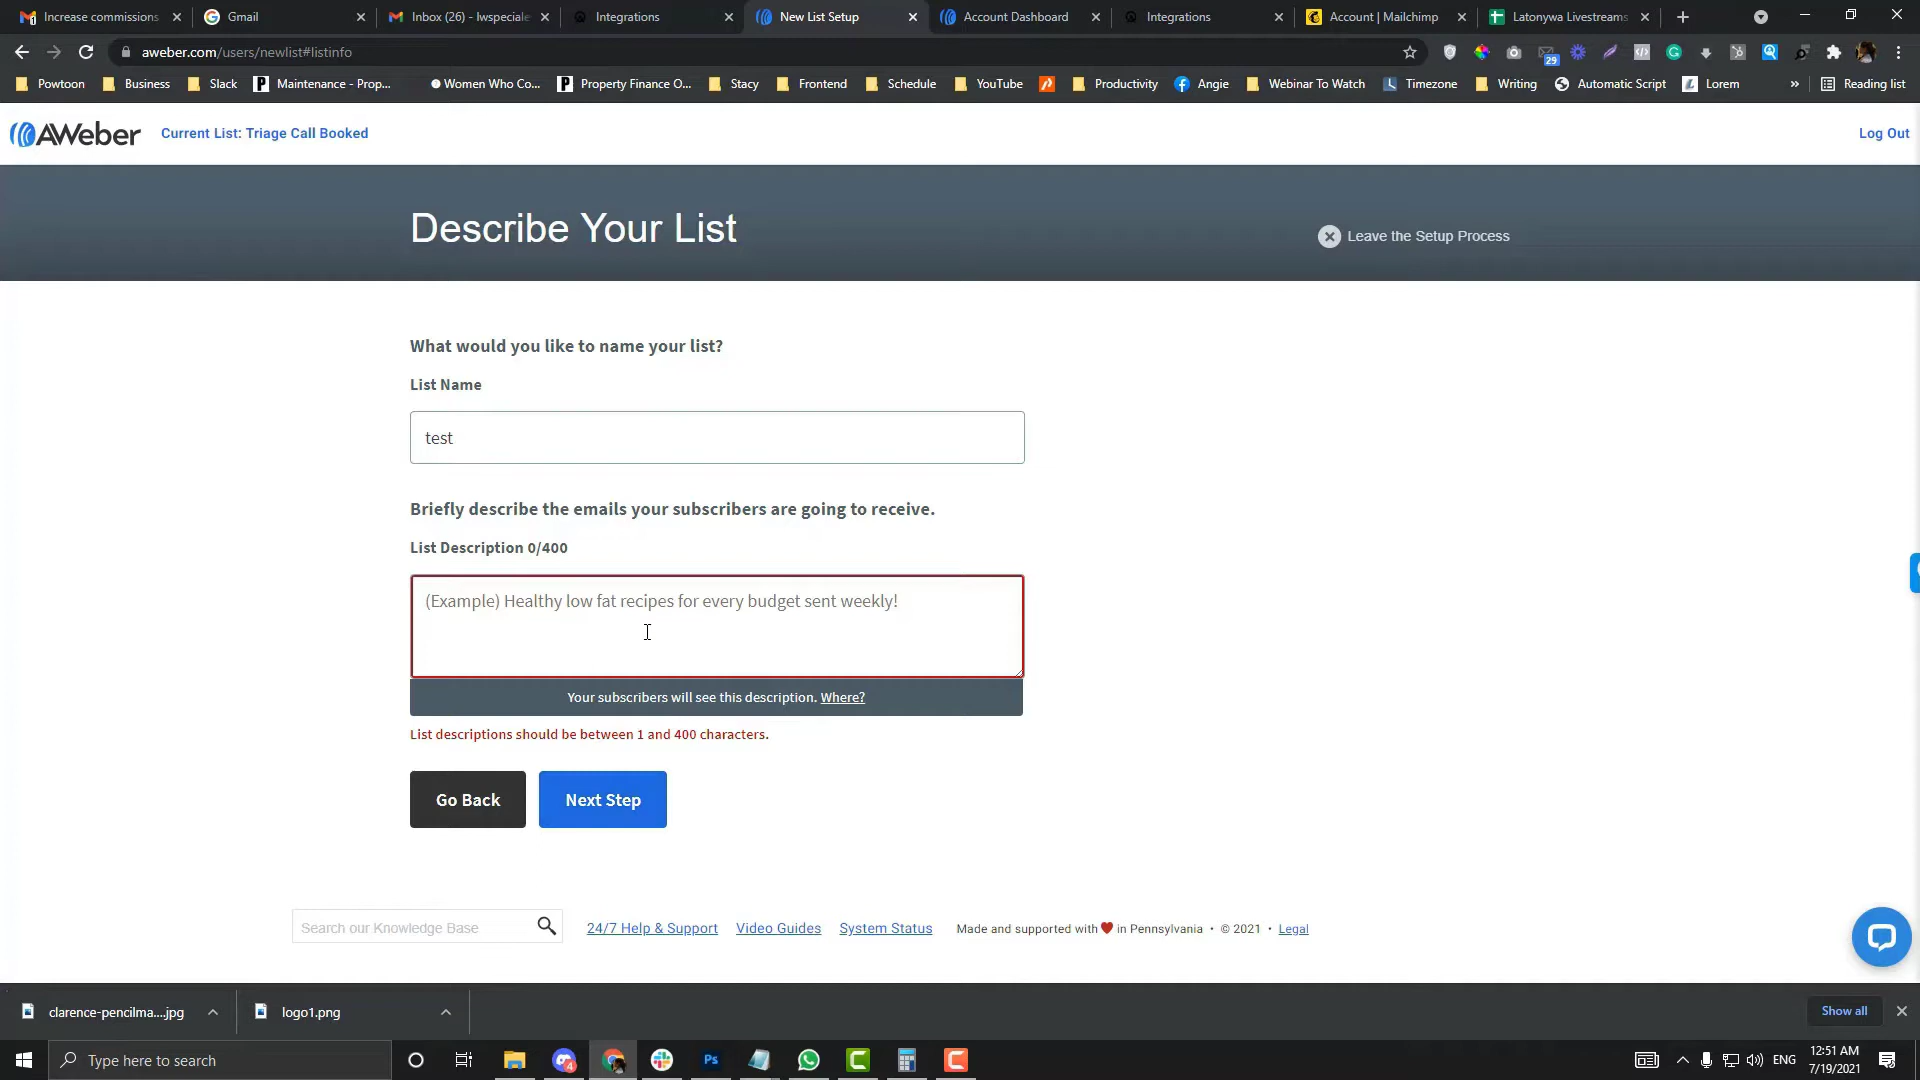 Increase commissions
Gmail
Inbox (26) - lwspeciale
Integrations
New List Setup
Account Dashboard
Integrations
Account | Mailchimp
Latonywa Livestreams
aweber.com/users/newlist#listinfo
29
Powtoon
Business
Slack
Maintenance - Prop...
Women Who Co...
Property Finance O...
Stacy
Frontend
Schedule
YouTube
Productivity
Angie
Webinar To Watch
Timezone
Writing
Automatic Script
Lorem
»
Reading list
AWeber
Current List: Triage Call Booked
Log Out
Describe Your List
Leave the Setup Process
What would you like to name your list?
List Name
test
Briefly describe the emails your subscribers are going to receive.
List Description 0/400
(Example) Healthy low fat recipes for every budget sent weekly!
Your subscribers will see this description. Where?
List descriptions should be between 1 and 400 characters.
Go Back
Next Step
Search our Knowledge Base
24/7 Help & Support
Video Guides
System Status
Made and supported with ❤ in Pennsylvania • © 2021 • Legal
clarence-pencilma....jpg
logo1.png
Show all
Type here to search
4
Ps
ENG
12:51 AM
7/19/2021